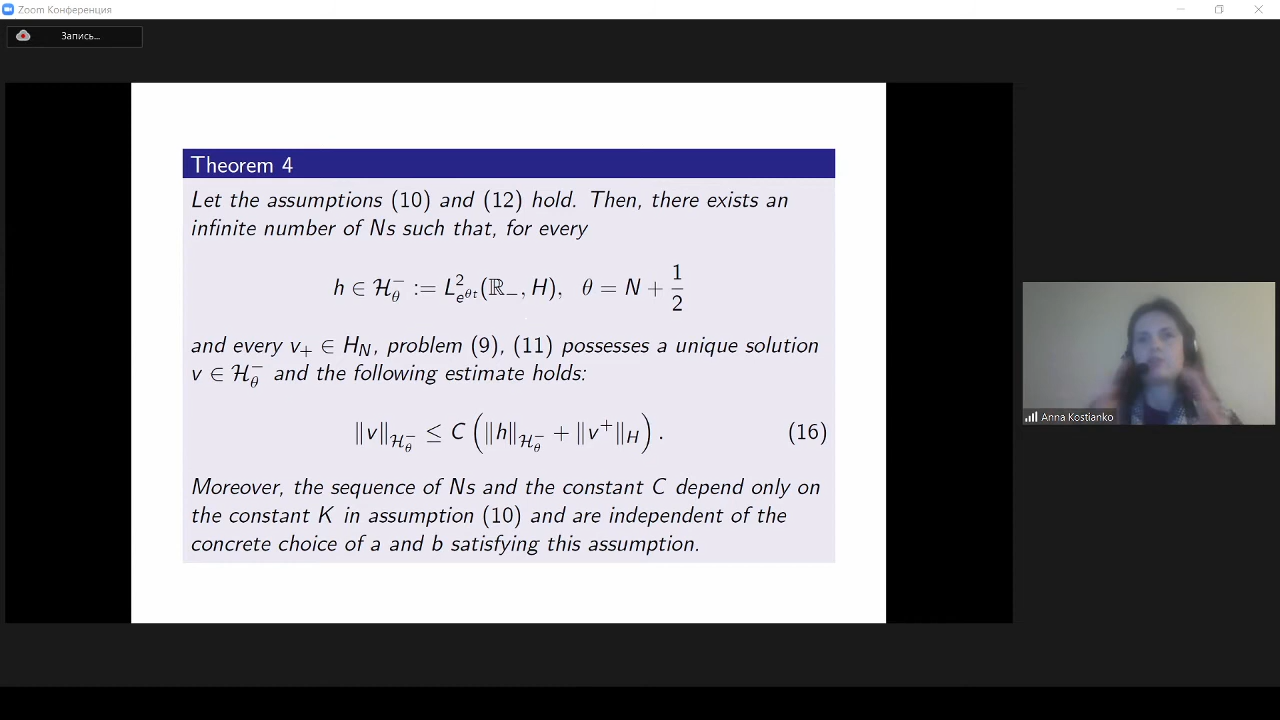 Zoom Конференция
Запись...
Theorem 4
Let the assumptions (10) and (12) hold. Then, there exists an
infinite number of Ns such that, for every
h ∈ ℋ_θ^− := L²_{e^{θt}}(ℝ_−, H), θ = N + 1/2
and every v_+ ∈ H_N, problem (9), (11) possesses a unique solution
v ∈ ℋ_θ^− and the following estimate holds:
‖v‖_{ℋ_θ^−} ≤ C (‖h‖_{ℋ_θ^−} + ‖v^+‖_H). (16)
Moreover, the sequence of Ns and the constant C depend only on
the constant K in assumption (10) and are independent of the
concrete choice of a and b satisfying this assumption.
Anna Kostianko